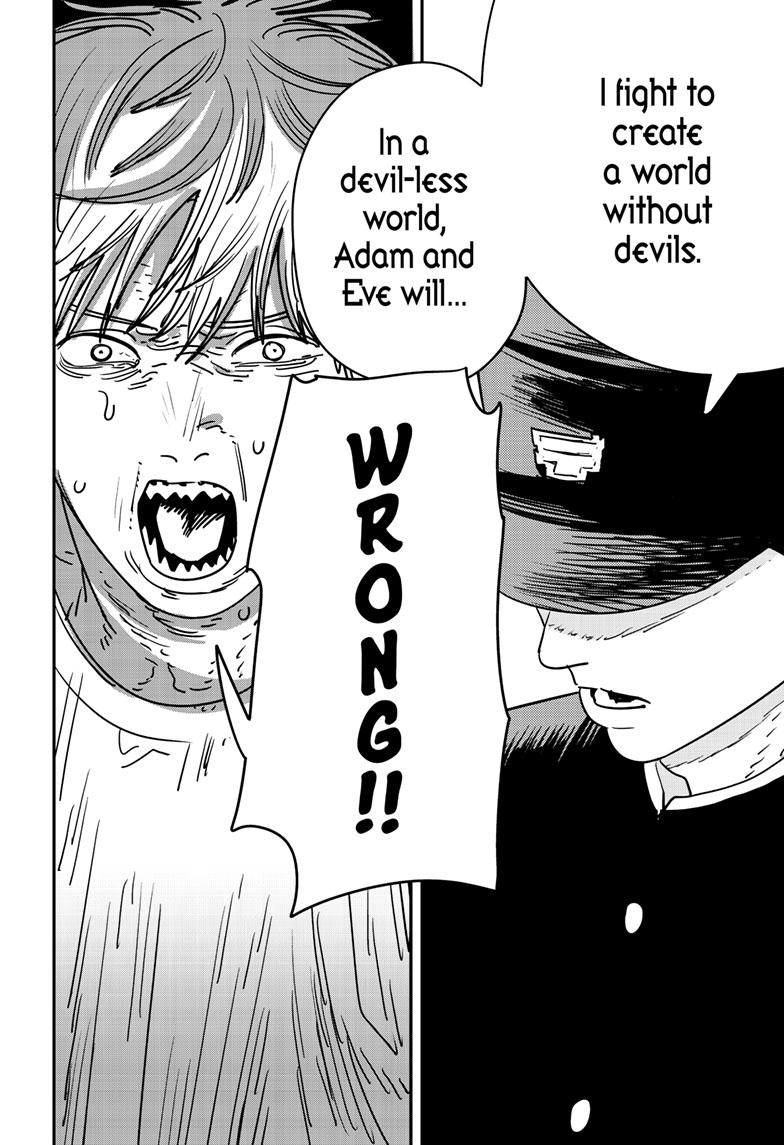 I fight to
create
a world
without
devils.
In a
devil-less
world,
Adam and
Eve will...
WRONG!!